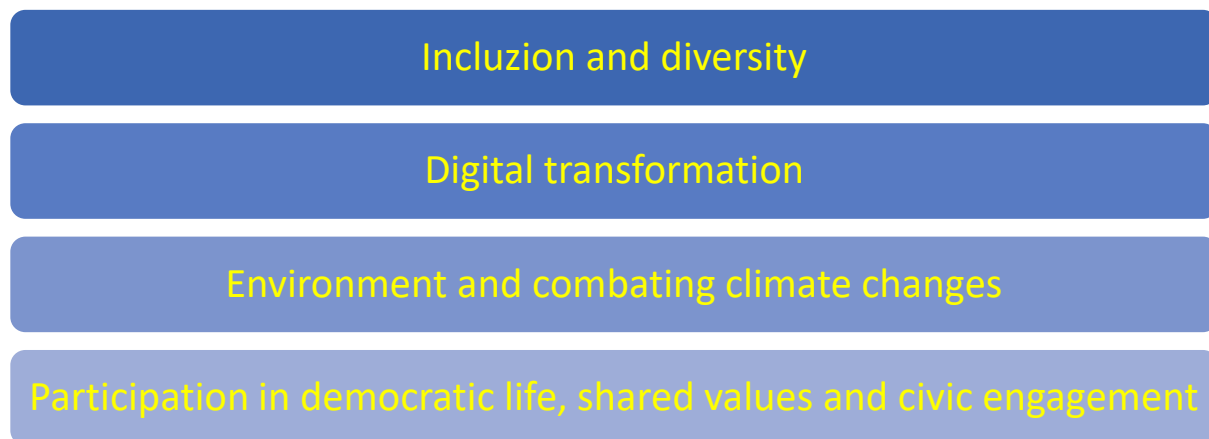 Incluzion and diversity
Digital transformation
Environment and combating climate changes
Participation in democratic life, shared values and civic engagement